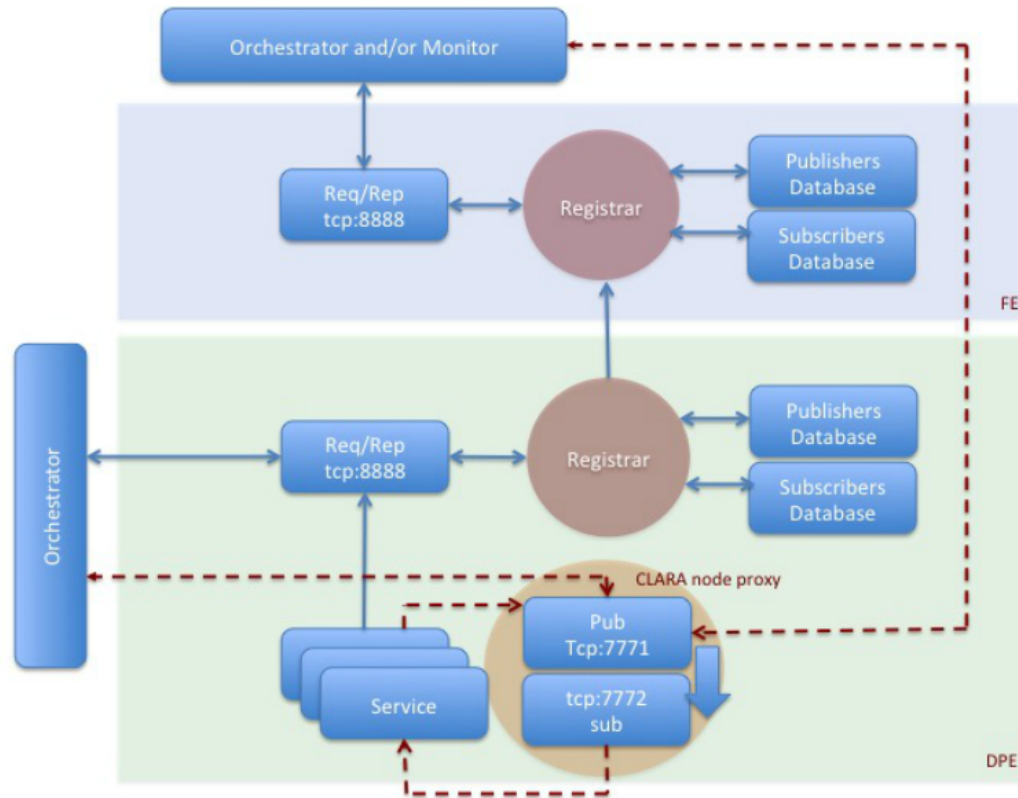 Orchestrator and/or Monitor
Req/Rep
tcp:8888
Registrar
Publishers
Database
Subscribers
Database
FE
Orchestrator
Req/Rep
tcp:8888
Registrar
Publishers
Database
Subscribers
Database
CLARA node proxy
Pub
Tcp:7771
tcp:7772
sub
Service
DPE